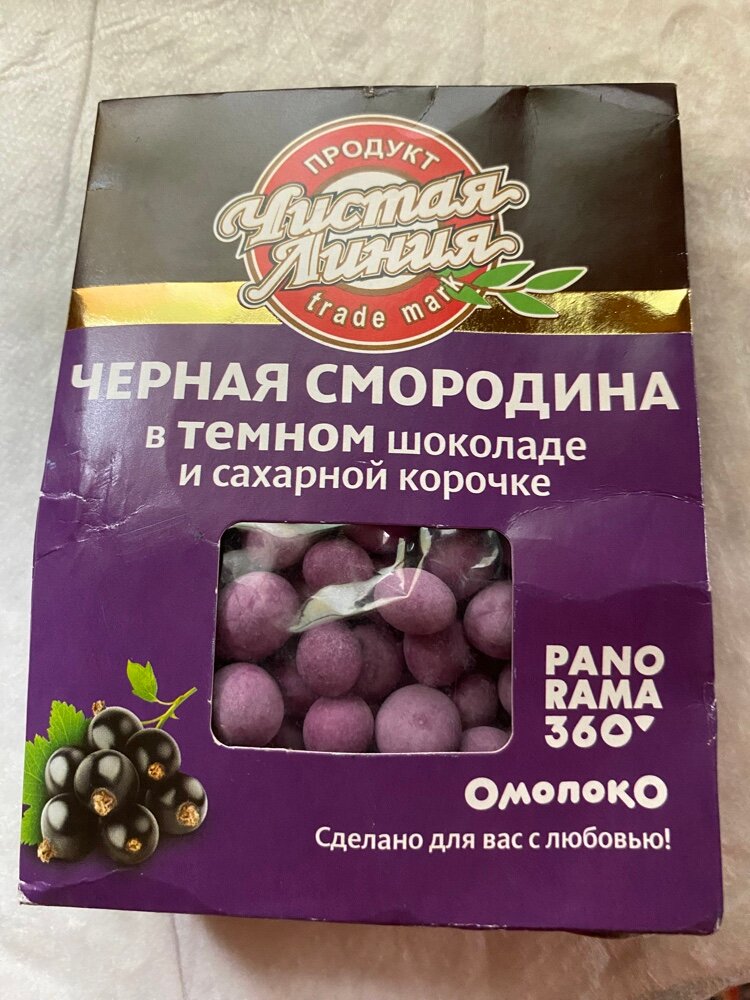 ПРОДУКТ
Чистая
Линия
trade mark
ЧЕРНАЯ СМОРОДИНА
в темном шоколаде
и сахарной корочке
PANO
RAMA
360
ОмолокО
Сделано для вас с любовью!